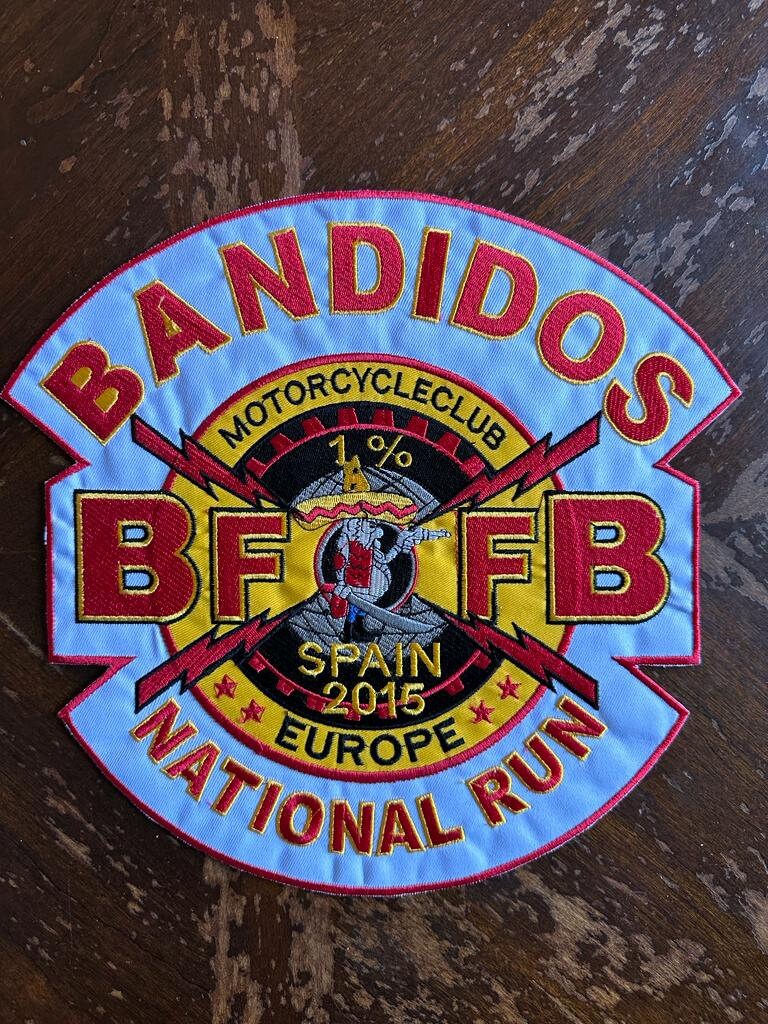 BANDIDOS
MOTORCYCLECLUB
1 %
BF FB
SPAIN
2015
EUROPE
NATIONAL RUN